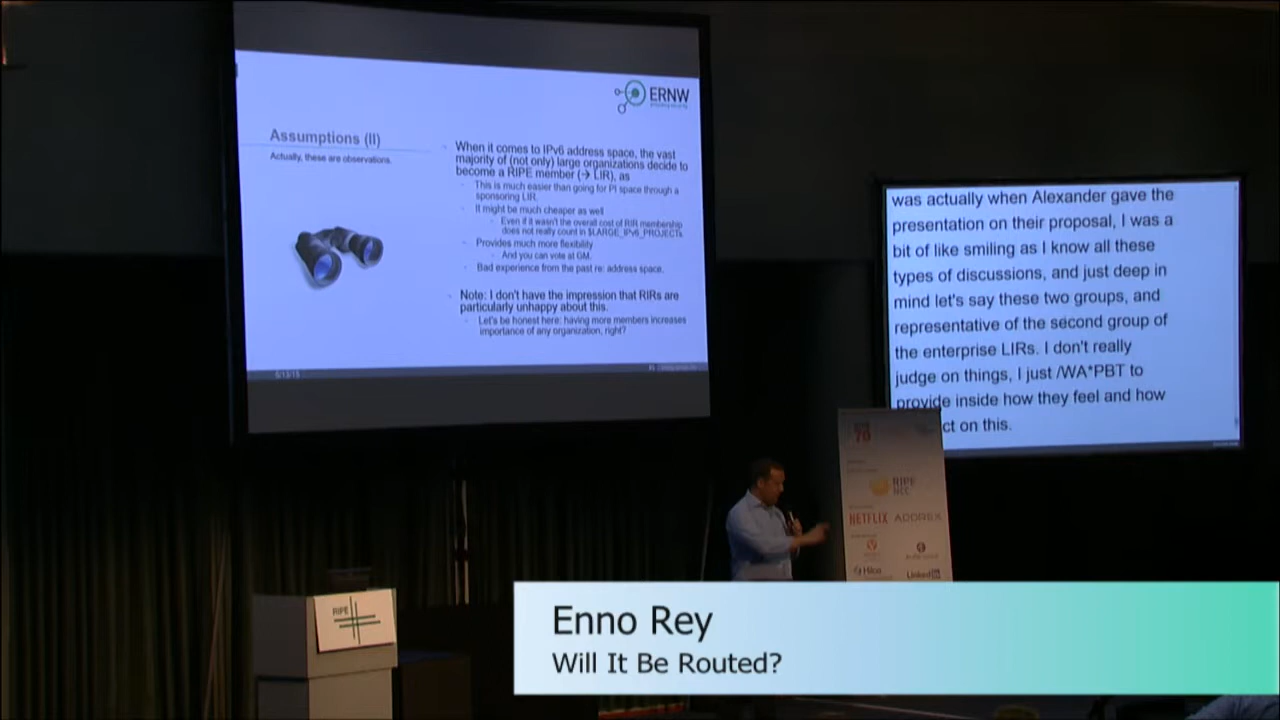 ERNW
Assumptions (II)
Actually, these are observations.
When it comes to IPv6 address space, the vast
majority of (not only) large organizations decide to
become a RIPE member (→ LIR), as
This is much easier than going for PI space through a
sponsoring LIR.
It might be much cheaper as well
Even if it wasn't the overall cost of RIR membership
does not really count in $LARGE_IPv6_PROJECT.
Provides much more flexibility
And you can vote at GM.
Bad experience from the past re: address space.
Note: I don't have the impression that RIRs are
particularly unhappy about this.
Let's be honest here: having more members increases
importance of any organization, right?
5/13/15
was actually when Alexander gave the
presentation on their proposal, I was a
bit of like smiling as I know all these
types of discussions, and just deep in
mind let's say these two groups, and
representative of the second group of
the enterprise LIRs. I don't really
judge on things, I just /WA*PBT to
provide inside how they feel and how
ct on this.
70
RIPE
NCC
NETFLIX ADDREX
Hilco
LinkedIn
RIPE
Enno Rey
Will It Be Routed?